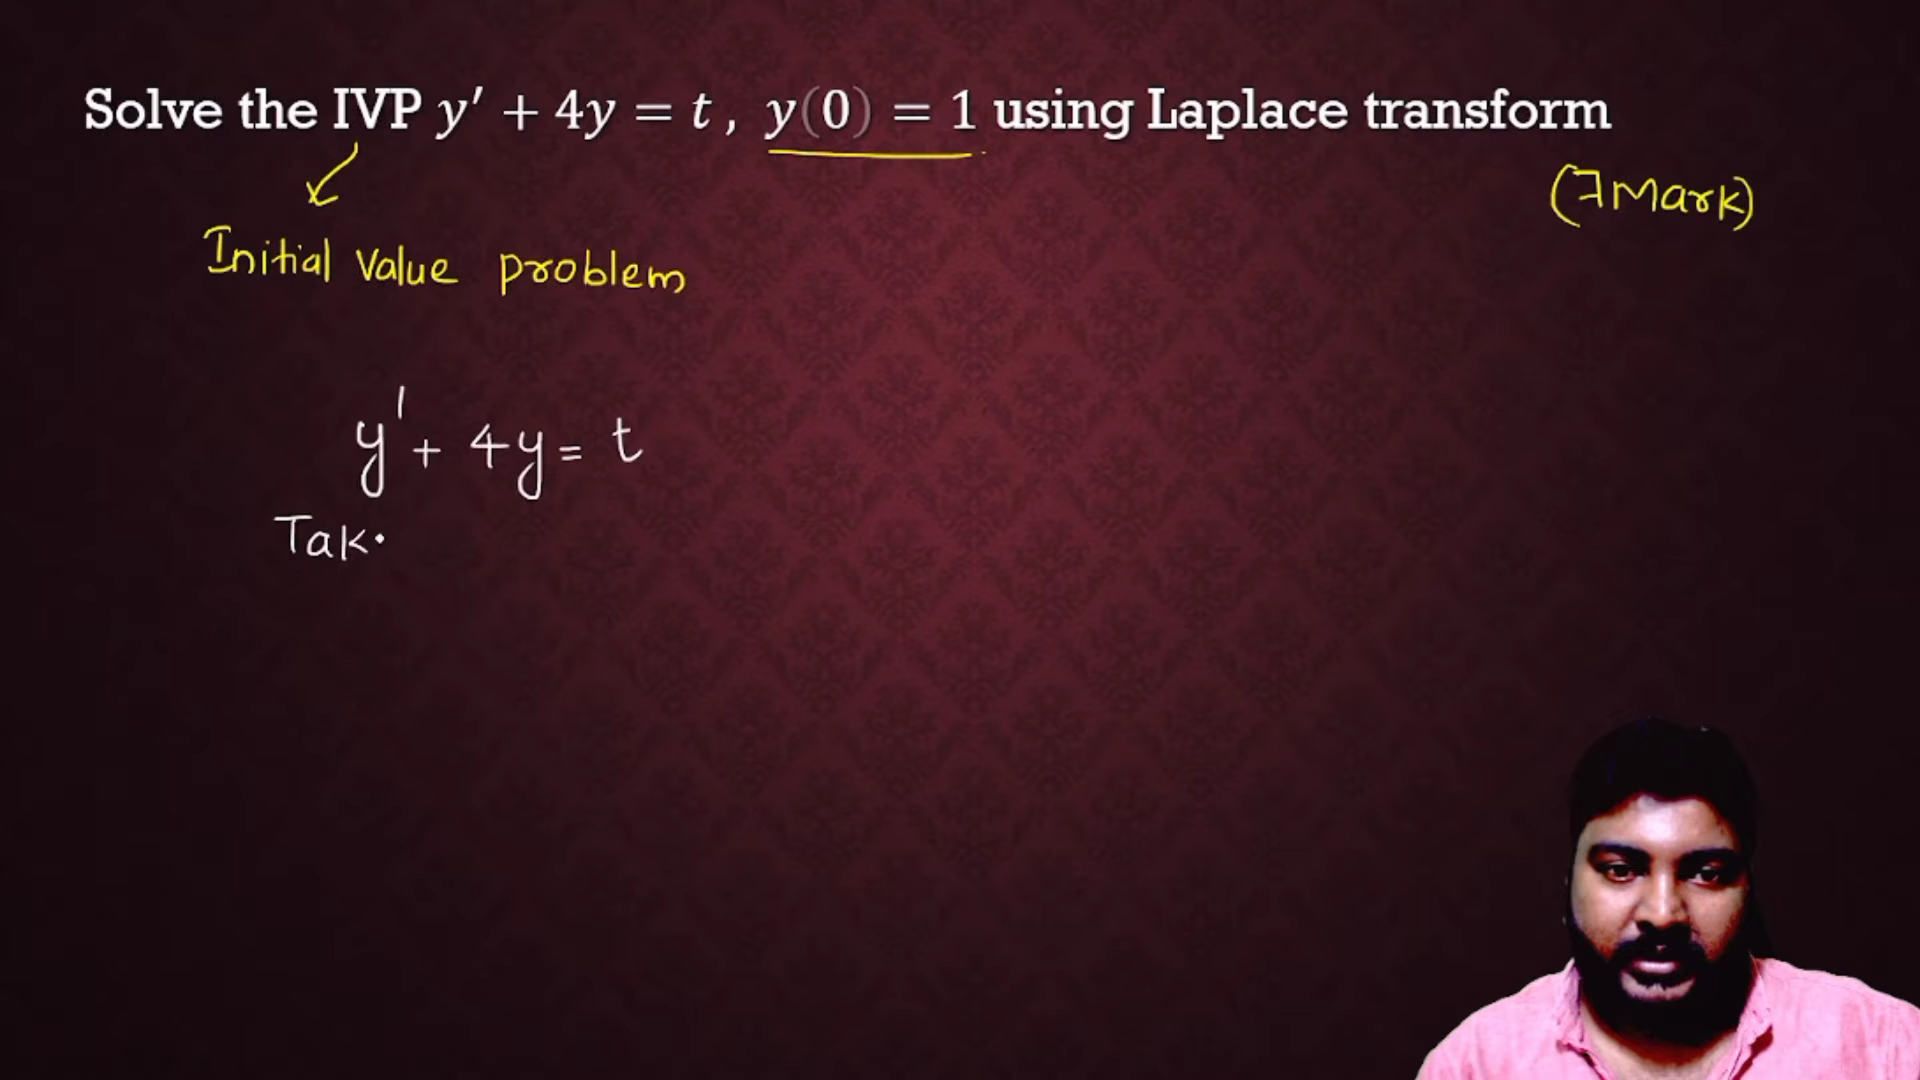 Solve the IVP y′ + 4y = t , y(0) = 1 using Laplace transform
(7Mark)
Initial value problem
y' + 4y = t
Tak